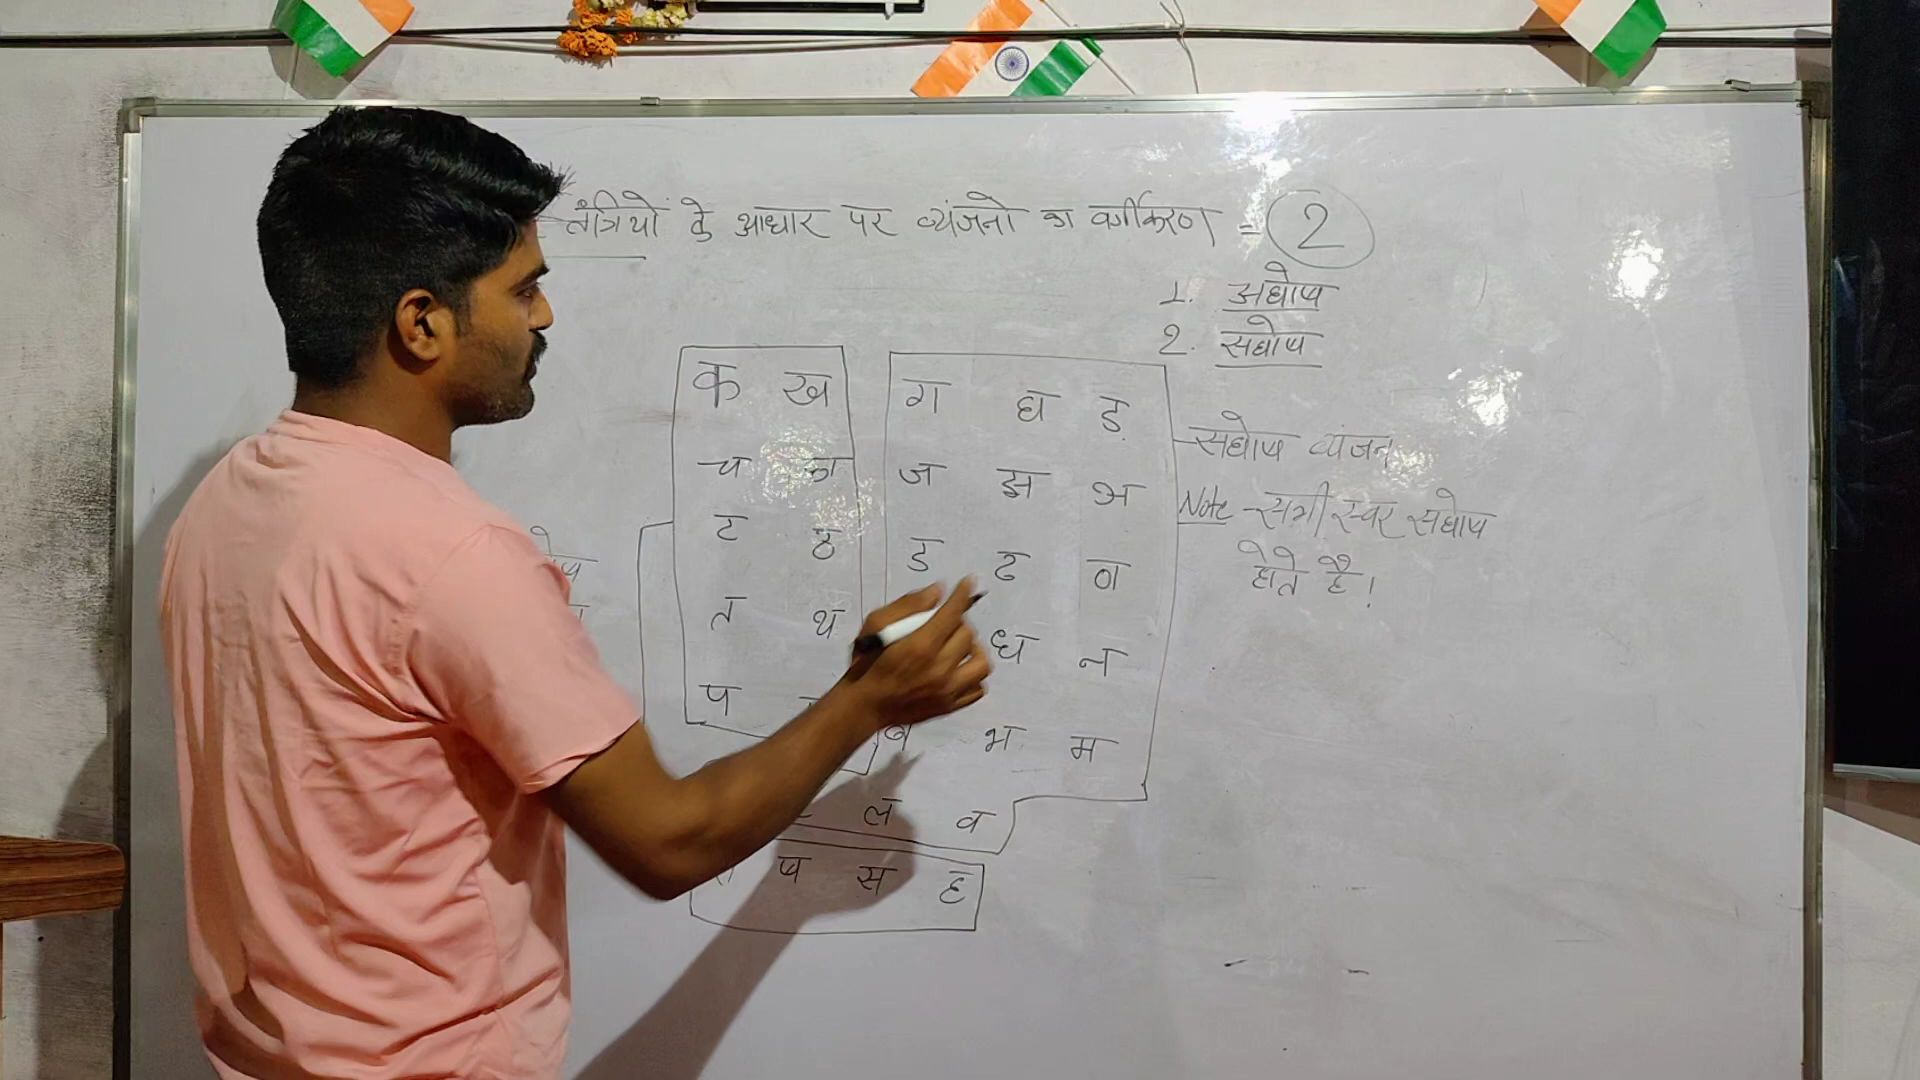 तंत्रियों के आधार पर व्यंजनो का वर्गीकरण = 2
1. अघोष
2. सघोष
क ख ग घ ङ
च छ ज झ ञ
ट ठ ड ढ ण
त थ ध न
प ब भ म
ल व
ष स ह
सघोष व्यंजन
Note - सभी स्वर सघोष
होते है।